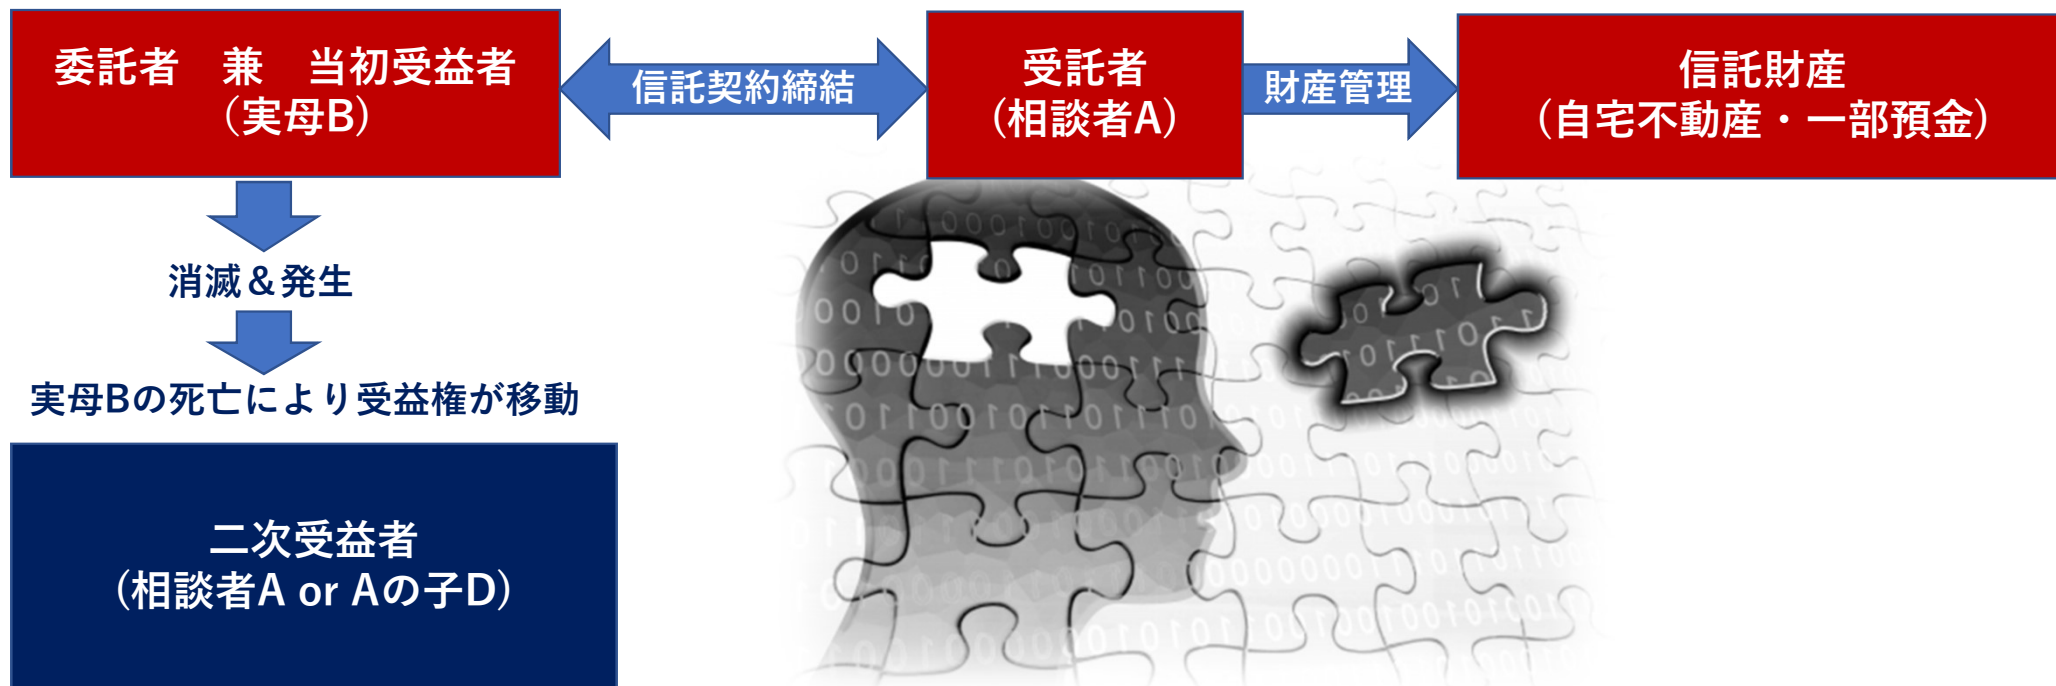 委託者　兼　当初受益者
（実母B）
信託契約締結
受託者
（相談者A）
財産管理
信託財産
（自宅不動産・一部預金）
消滅＆発生
実母Bの死亡により受益権が移動
二次受益者
（相談者A or Aの子D）